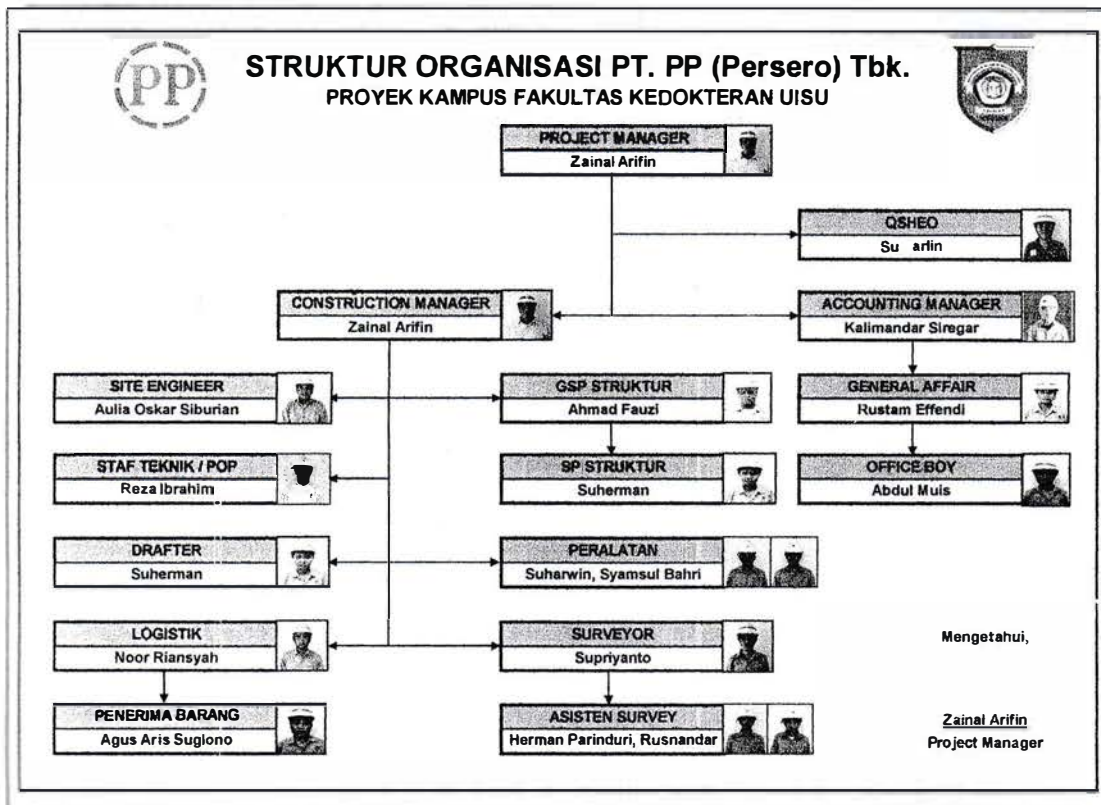 PP
STRUKTUR ORGANISASI PT. PP (Persero) Tbk.
PROYEK KAMPUS FAKULTAS KEDOKTERAN UISU
PROJECT MANAGER
Zainal Arifin
QSHEO
CONSTRUCTION MANAGER
Zainal Arifin
ACCOUNTING MANAGER
Kalimandar Siregar
SITE ENGINEER
Aulia Oskar Siburian
GSP STRUKTUR
Ahmad Fauzi
GENERAL AFFAIR
Rustam Effendi
STAF TEKNIK / POP
Reza Ibrahim
SP STRUKTUR
Suherman
OFFICE BOY
Abdul Muis
DRAFTER
Suherman
PERALATAN
Suharwin, Syamsul Bahri
LOGISTIK
Noor Riansyah
SURVEYOR
Supriyanto
Mengetahui,
PENERIMA BARANG
Agus Aris Sugiono
ASISTEN SURVEY
Herman Parinduri, Rusnandar
Zainal Arifin
Project Manager